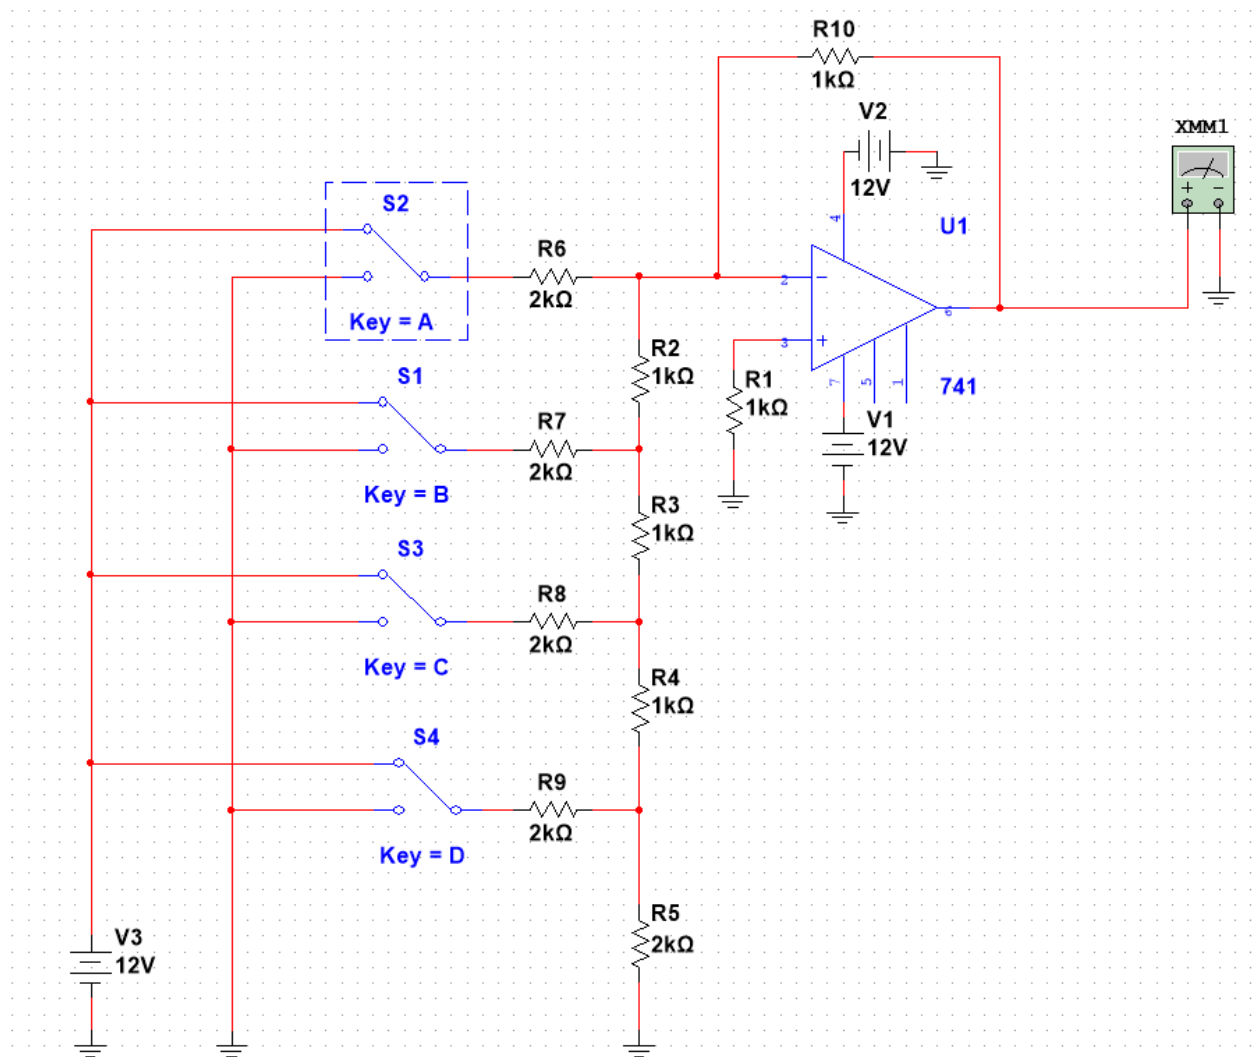 R10
1kΩ
V2
12V
XMM1
+ −
4
U1
S2
Key = A
R6
2kΩ
2
−
6
3
+
7
5
1
741
R2
1kΩ
R1
1kΩ
V1
12V
S1
Key = B
R7
2kΩ
R3
1kΩ
S3
Key = C
R8
2kΩ
R4
1kΩ
S4
Key = D
R9
2kΩ
R5
2kΩ
V3
12V